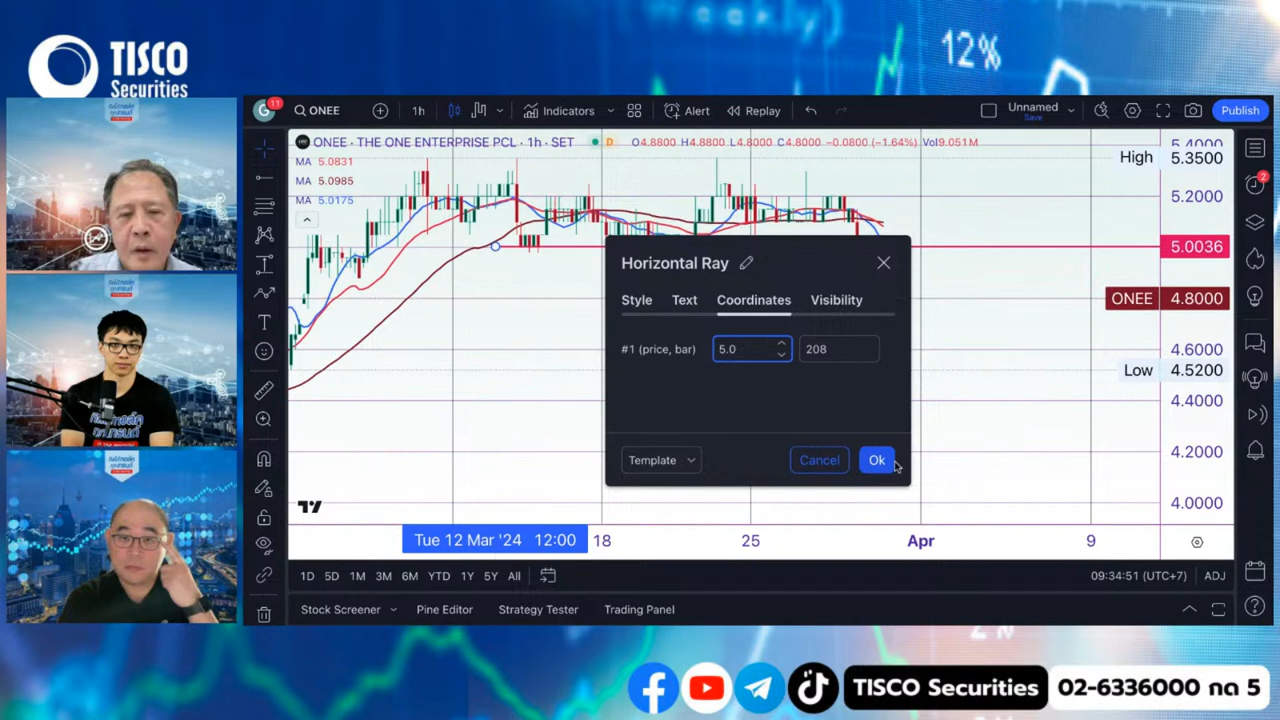 TISCO
Securities
12%
11
ONEE
1h
Indicators
Alert
Replay
Unnamed
Save
Publish
ONEE · THE ONE ENTERPRISE PCL · 1h · SET
D
O4.8800 H4.8800 L4.8000 C4.8000 -0.0800 (-1.64%) Vol9.051M
MA 5.0831
MA 5.0985
MA 5.0175
5.4000
High 5.3500
5.2000
5.0036
ONEE 4.8000
4.6000
Low 4.5200
4.4000
4.2000
4.0000
2
Horizontal Ray
Style Text Coordinates Visibility
#1 (price, bar) 5.0 208
Template Cancel Ok
Tue 12 Mar '24 12:00 18 25 Apr 9
1D 5D 1M 3M 6M YTD 1Y 5Y All
09:34:51 (UTC+7) ADJ
Stock Screener Pine Editor Strategy Tester Trading Panel
TISCO Securities 02-6336000 กด 5